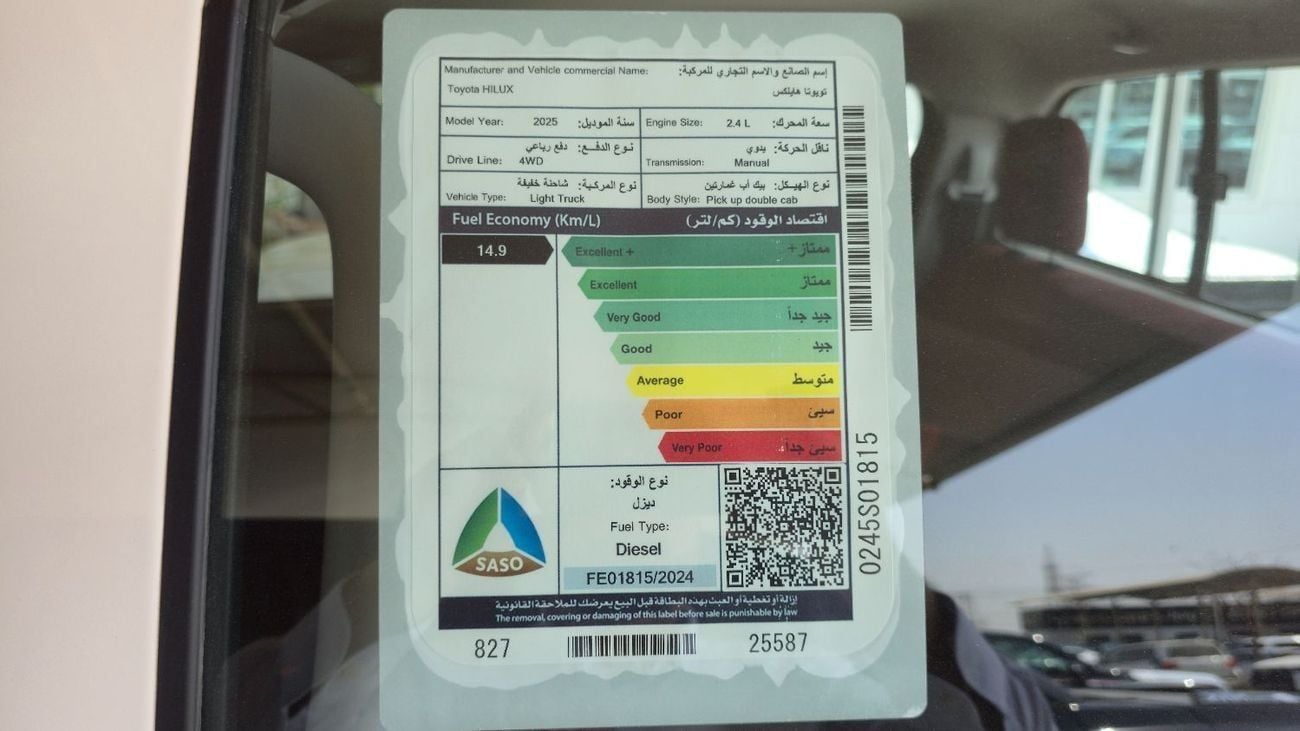 Manufacturer and Vehicle commercial Name: إسم الصانع والاسم التجاري للمركبة:
Toyota HILUX تويوتا هايلكس
Model Year: 2025 سنة الموديل: Engine Size: 2.4 L سعة المحرك:
دفع رباعي نوع الدفـــع: ناقل الحركة: يدوي
Drive Line: 4WD Transmission: Manual
نوع المركبة: شاحنة خفيفة نوع الهيـــكل: بيك أب غمارتين
Vehicle Type: Light Truck Body Style: Pick up double cab
Fuel Economy (Km/L) اقتصاد الوقود (كم/لتر)
14.9
Excellent + ممتاز+
Excellent ممتاز
Very Good جيد جداً
Good جيد
Average متوسط
Poor سيئ
Very Poor سيئ جداً
نوع الوقود:
ديزل
Fuel Type:
Diesel
FE01815/2024
SASO
إزالة أو تغطية أو العبث بهذه البطاقة قبل البيع يعرضك للملاحقة القانونية
The removal, covering or damaging of this label before sale is punishable by law
827 25587
0245S01815